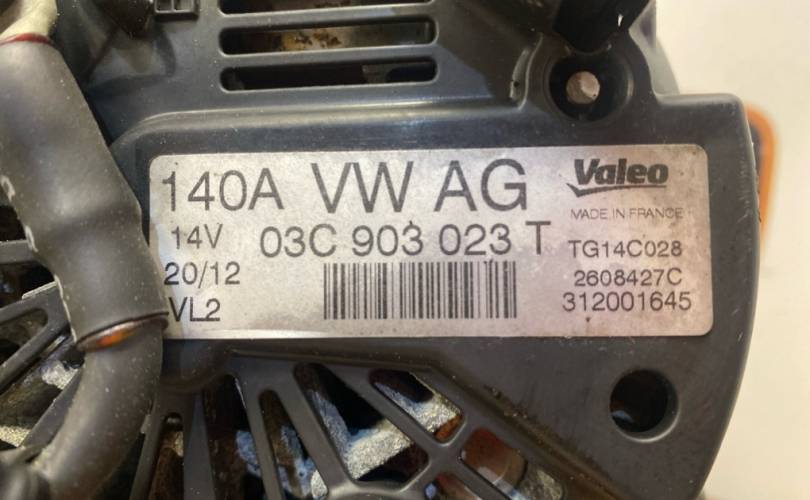 140A VW AG
14V 03C 903 023 T
20/12
VL2
Valeo
MADE IN FRANCE
TG14C028
2608427C
312001645